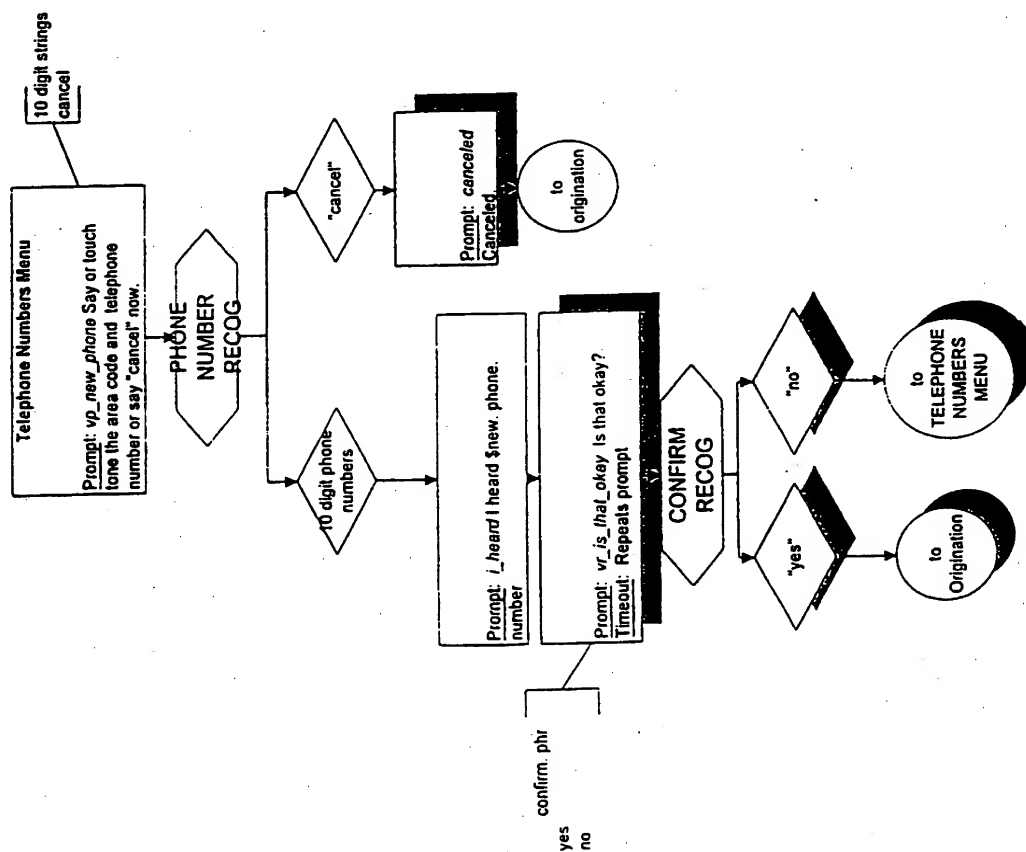 10 digit strings
cancel
Telephone Numbers Menu
Prompt: vp_new_phone Say or touch
tone the area code and telephone
number or say "cancel" now.
PHONE
NUMBER
RECOG
"cancel"
Prompt: canceled
Canceled.
to
origination
10 digit phone
numbers
Prompt: i_heard I heard $new. phone.
number
Prompt: vr_is_that_okay Is that okay?
Timeout: Repeats prompt
confirm. phr
yes
no
CONFIRM
RECOG
"yes"
to
Origination
"no"
to
TELEPHONE
NUMBERS
MENU